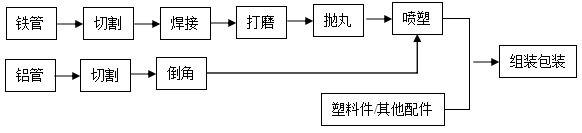 铁管 切割 焊接 打磨 抛丸 喷塑
铝管 切割 倒角 组装包装
塑料件/其他配件